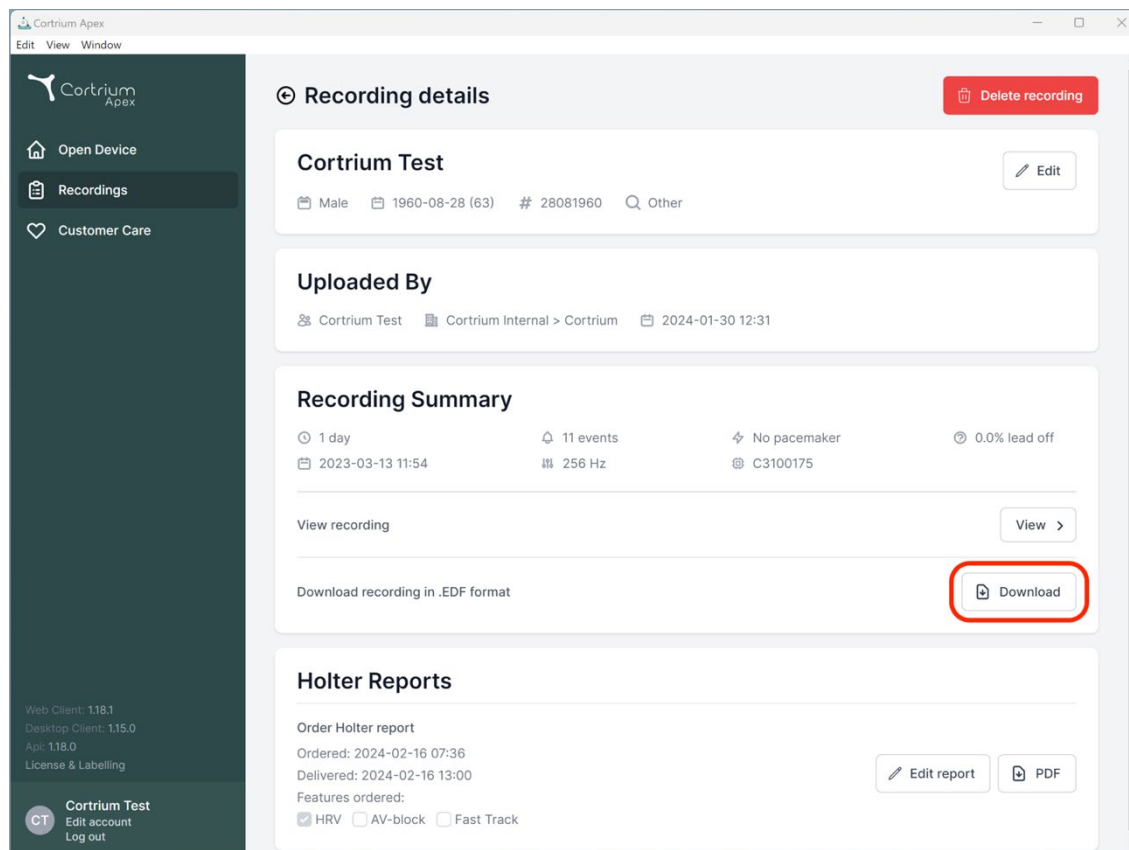 Cortrium Apex
Edit View Window
Cortrium
Apex
Open Device
Recordings
Customer Care
Web Client: 1.18.1
Desktop Client: 1.15.0
Api: 1.18.0
License & Labelling
CT
Cortrium Test
Edit account
Log out
Recording details
Delete recording
Cortrium Test
Edit
Male 1960-08-28 (63) # 28081960 Other
Uploaded By
Cortrium Test Cortrium Internal > Cortrium 2024-01-30 12:31
Recording Summary
1 day 11 events No pacemaker 0.0% lead off
2023-03-13 11:54 256 Hz C3100175
View recording View >
Download recording in .EDF format Download
Holter Reports
Order Holter report
Ordered: 2024-02-16 07:36
Delivered: 2024-02-16 13:00
Edit report PDF
Features ordered:
HRV AV-block Fast Track